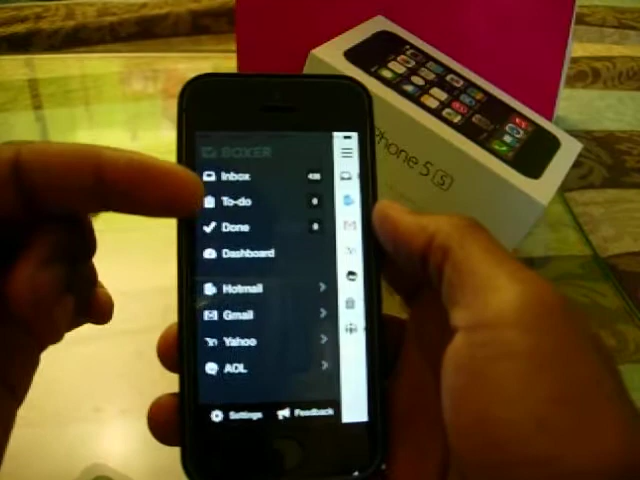 BOXER
Inbox
To-do 0
Done 0
Dashboard
Hotmail
Gmail
Yahoo
AOL
Settings Feedback
iPhone 5s